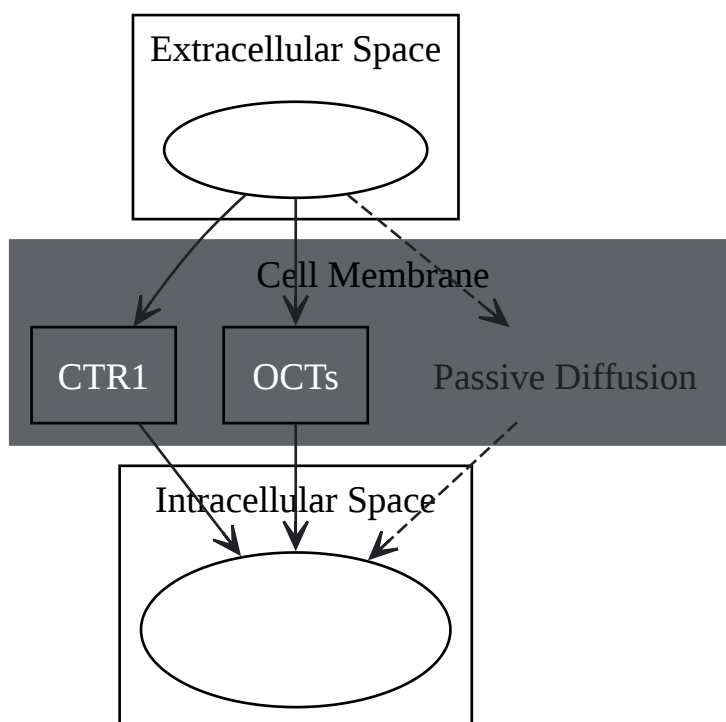 Extracellular Space
Cell Membrane
CTR1
OCTs
Passive Diffusion
Intracellular Space